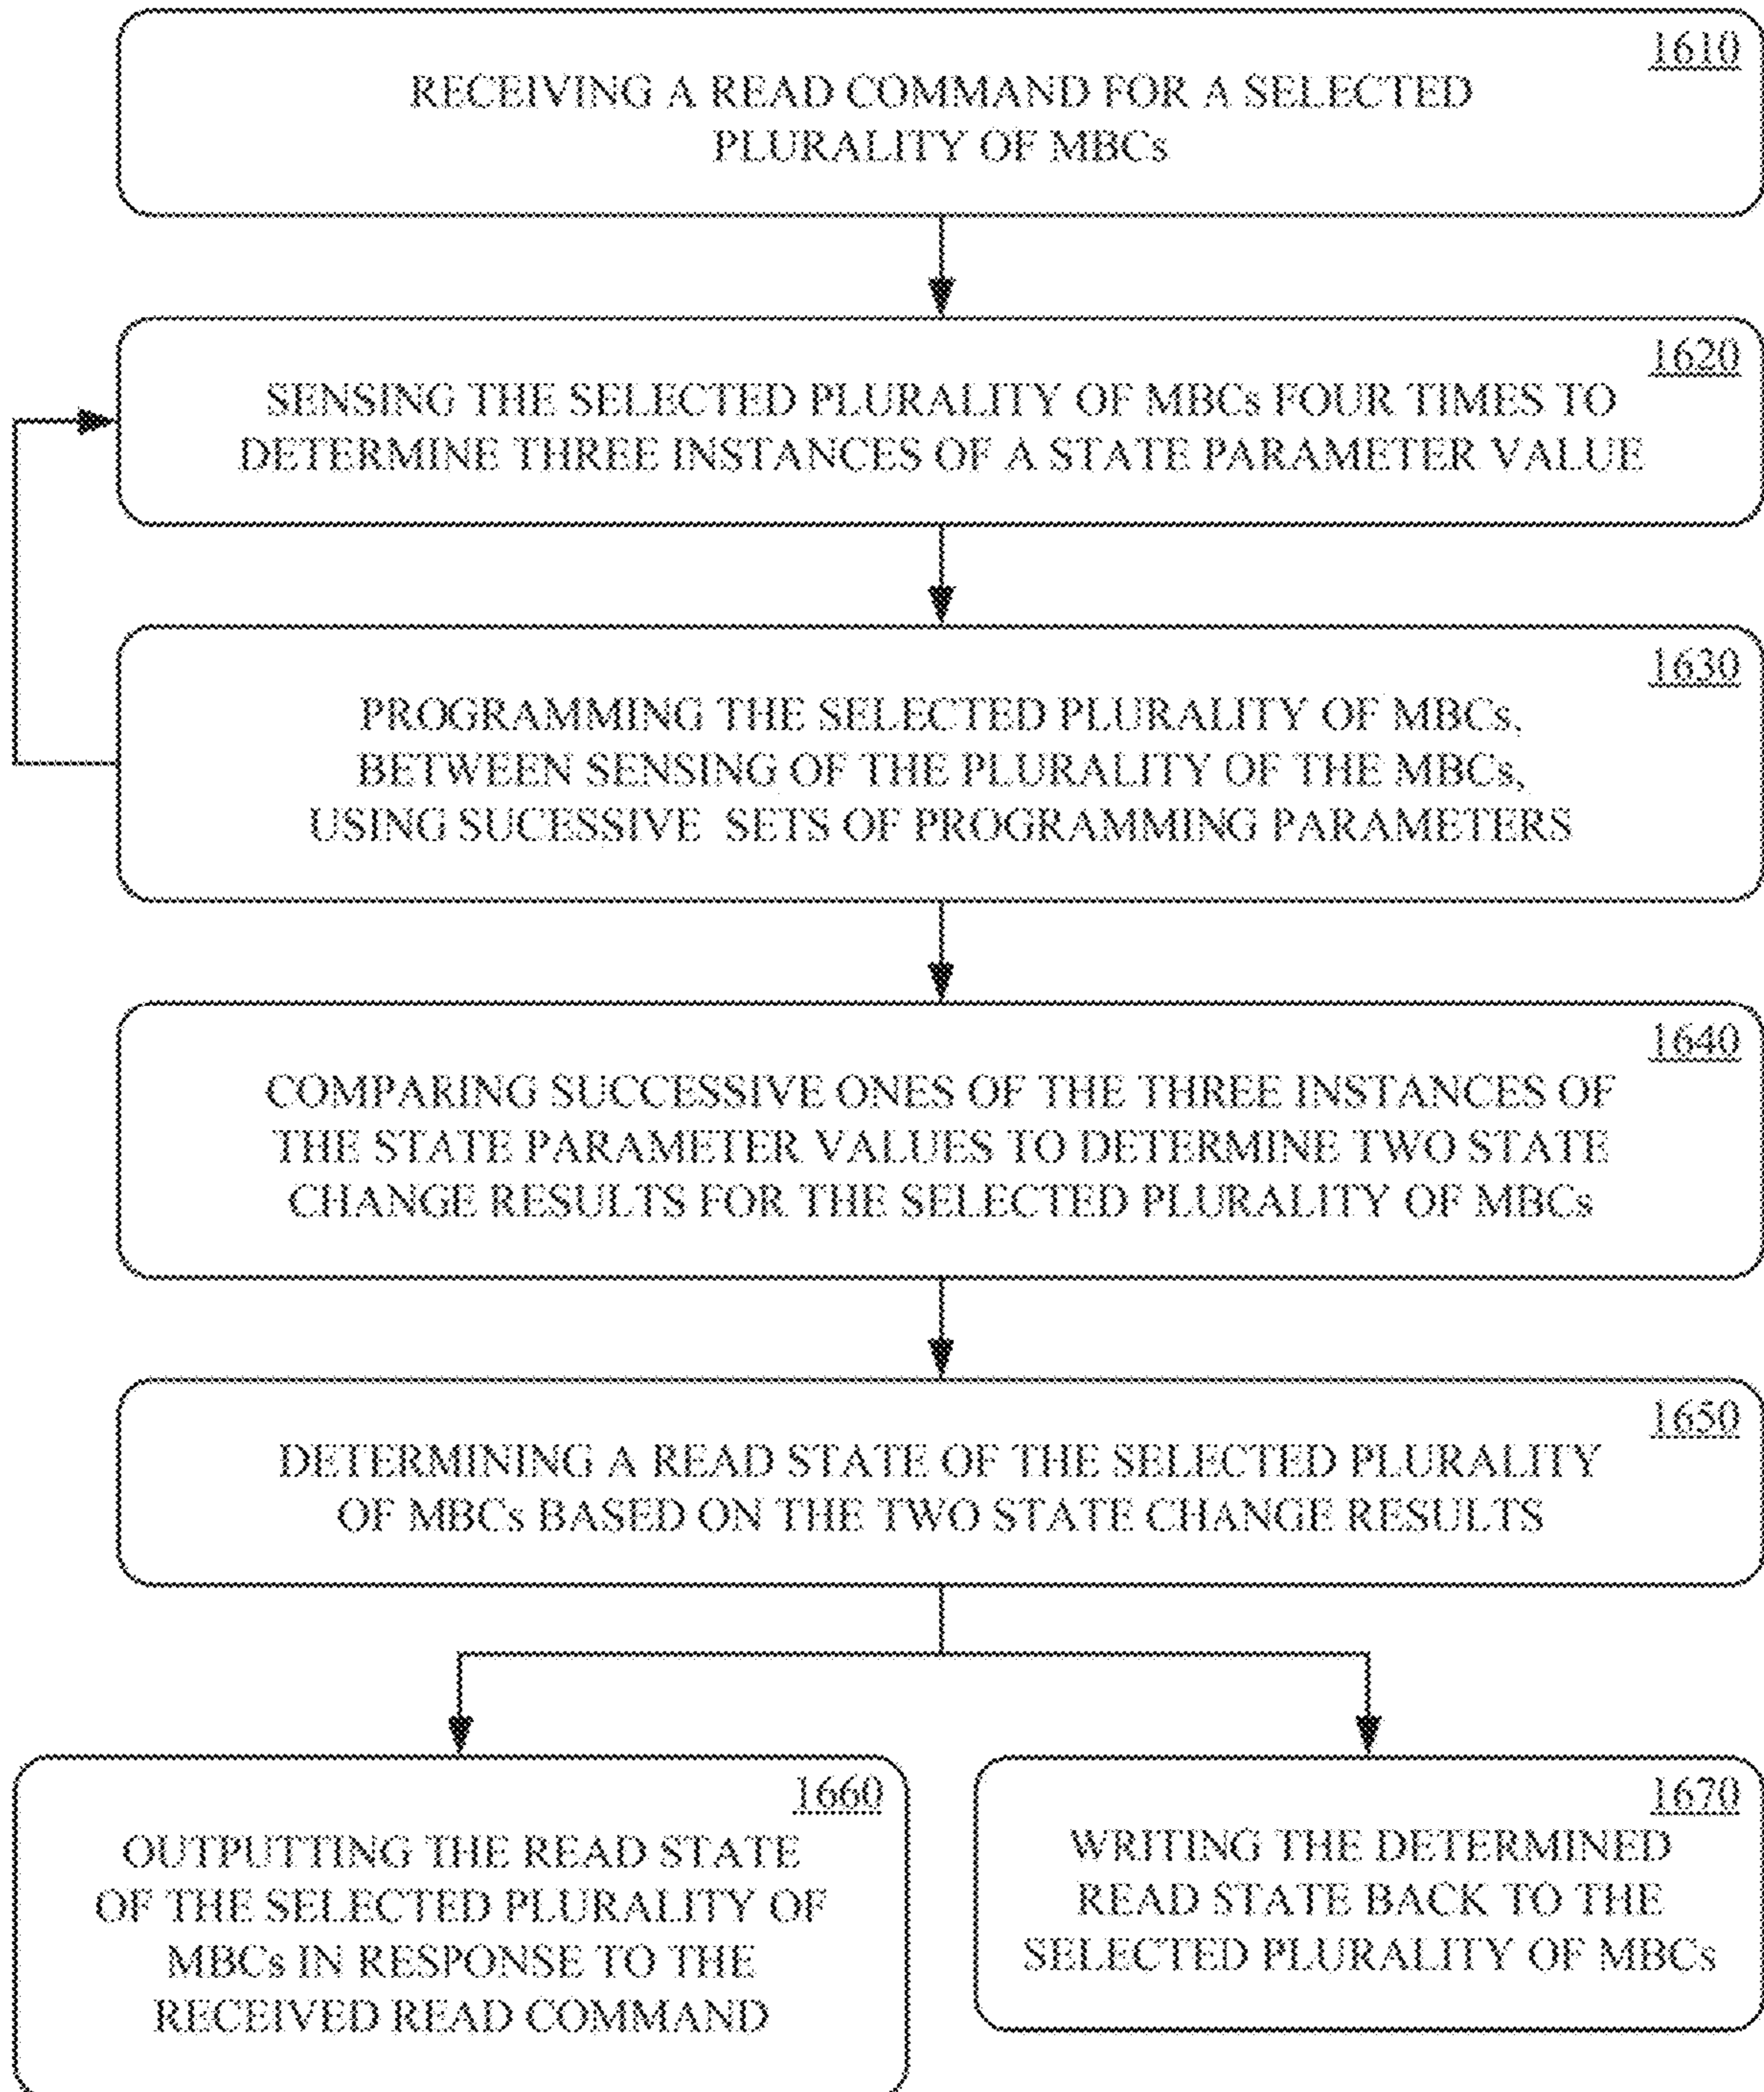 1610
RECEIVING A READ COMMAND FOR A SELECTED
PLURALITY OF MBCs
1620
SENSING THE SELECTED PLURALITY OF MBCs FOUR TIMES TO
DETERMINE THREE INSTANCES OF A STATE PARAMETER VALUE
1630
PROGRAMMING THE SELECTED PLURALITY OF MBCs,
BETWEEN SENSING OF THE PLURALITY OF THE MBCs,
USING SUCESSIVE SETS OF PROGRAMMING PARAMETERS
1640
COMPARING SUCCESSIVE ONES OF THE THREE INSTANCES OF
THE STATE PARAMETER VALUES TO DETERMINE TWO STATE
CHANGE RESULTS FOR THE SELECTED PLURALITY OF MBCs
1650
DETERMINING A READ STATE OF THE SELECTED PLURALITY
OF MBCs BASED ON THE TWO STATE CHANGE RESULTS
1660
OUTPUTTING THE READ STATE
OF THE SELECTED PLURALITY OF
MBCs IN RESPONSE TO THE
RECEIVED READ COMMAND
1670
WRITING THE DETERMINED
READ STATE BACK TO THE
SELECTED PLURALITY OF MBCs